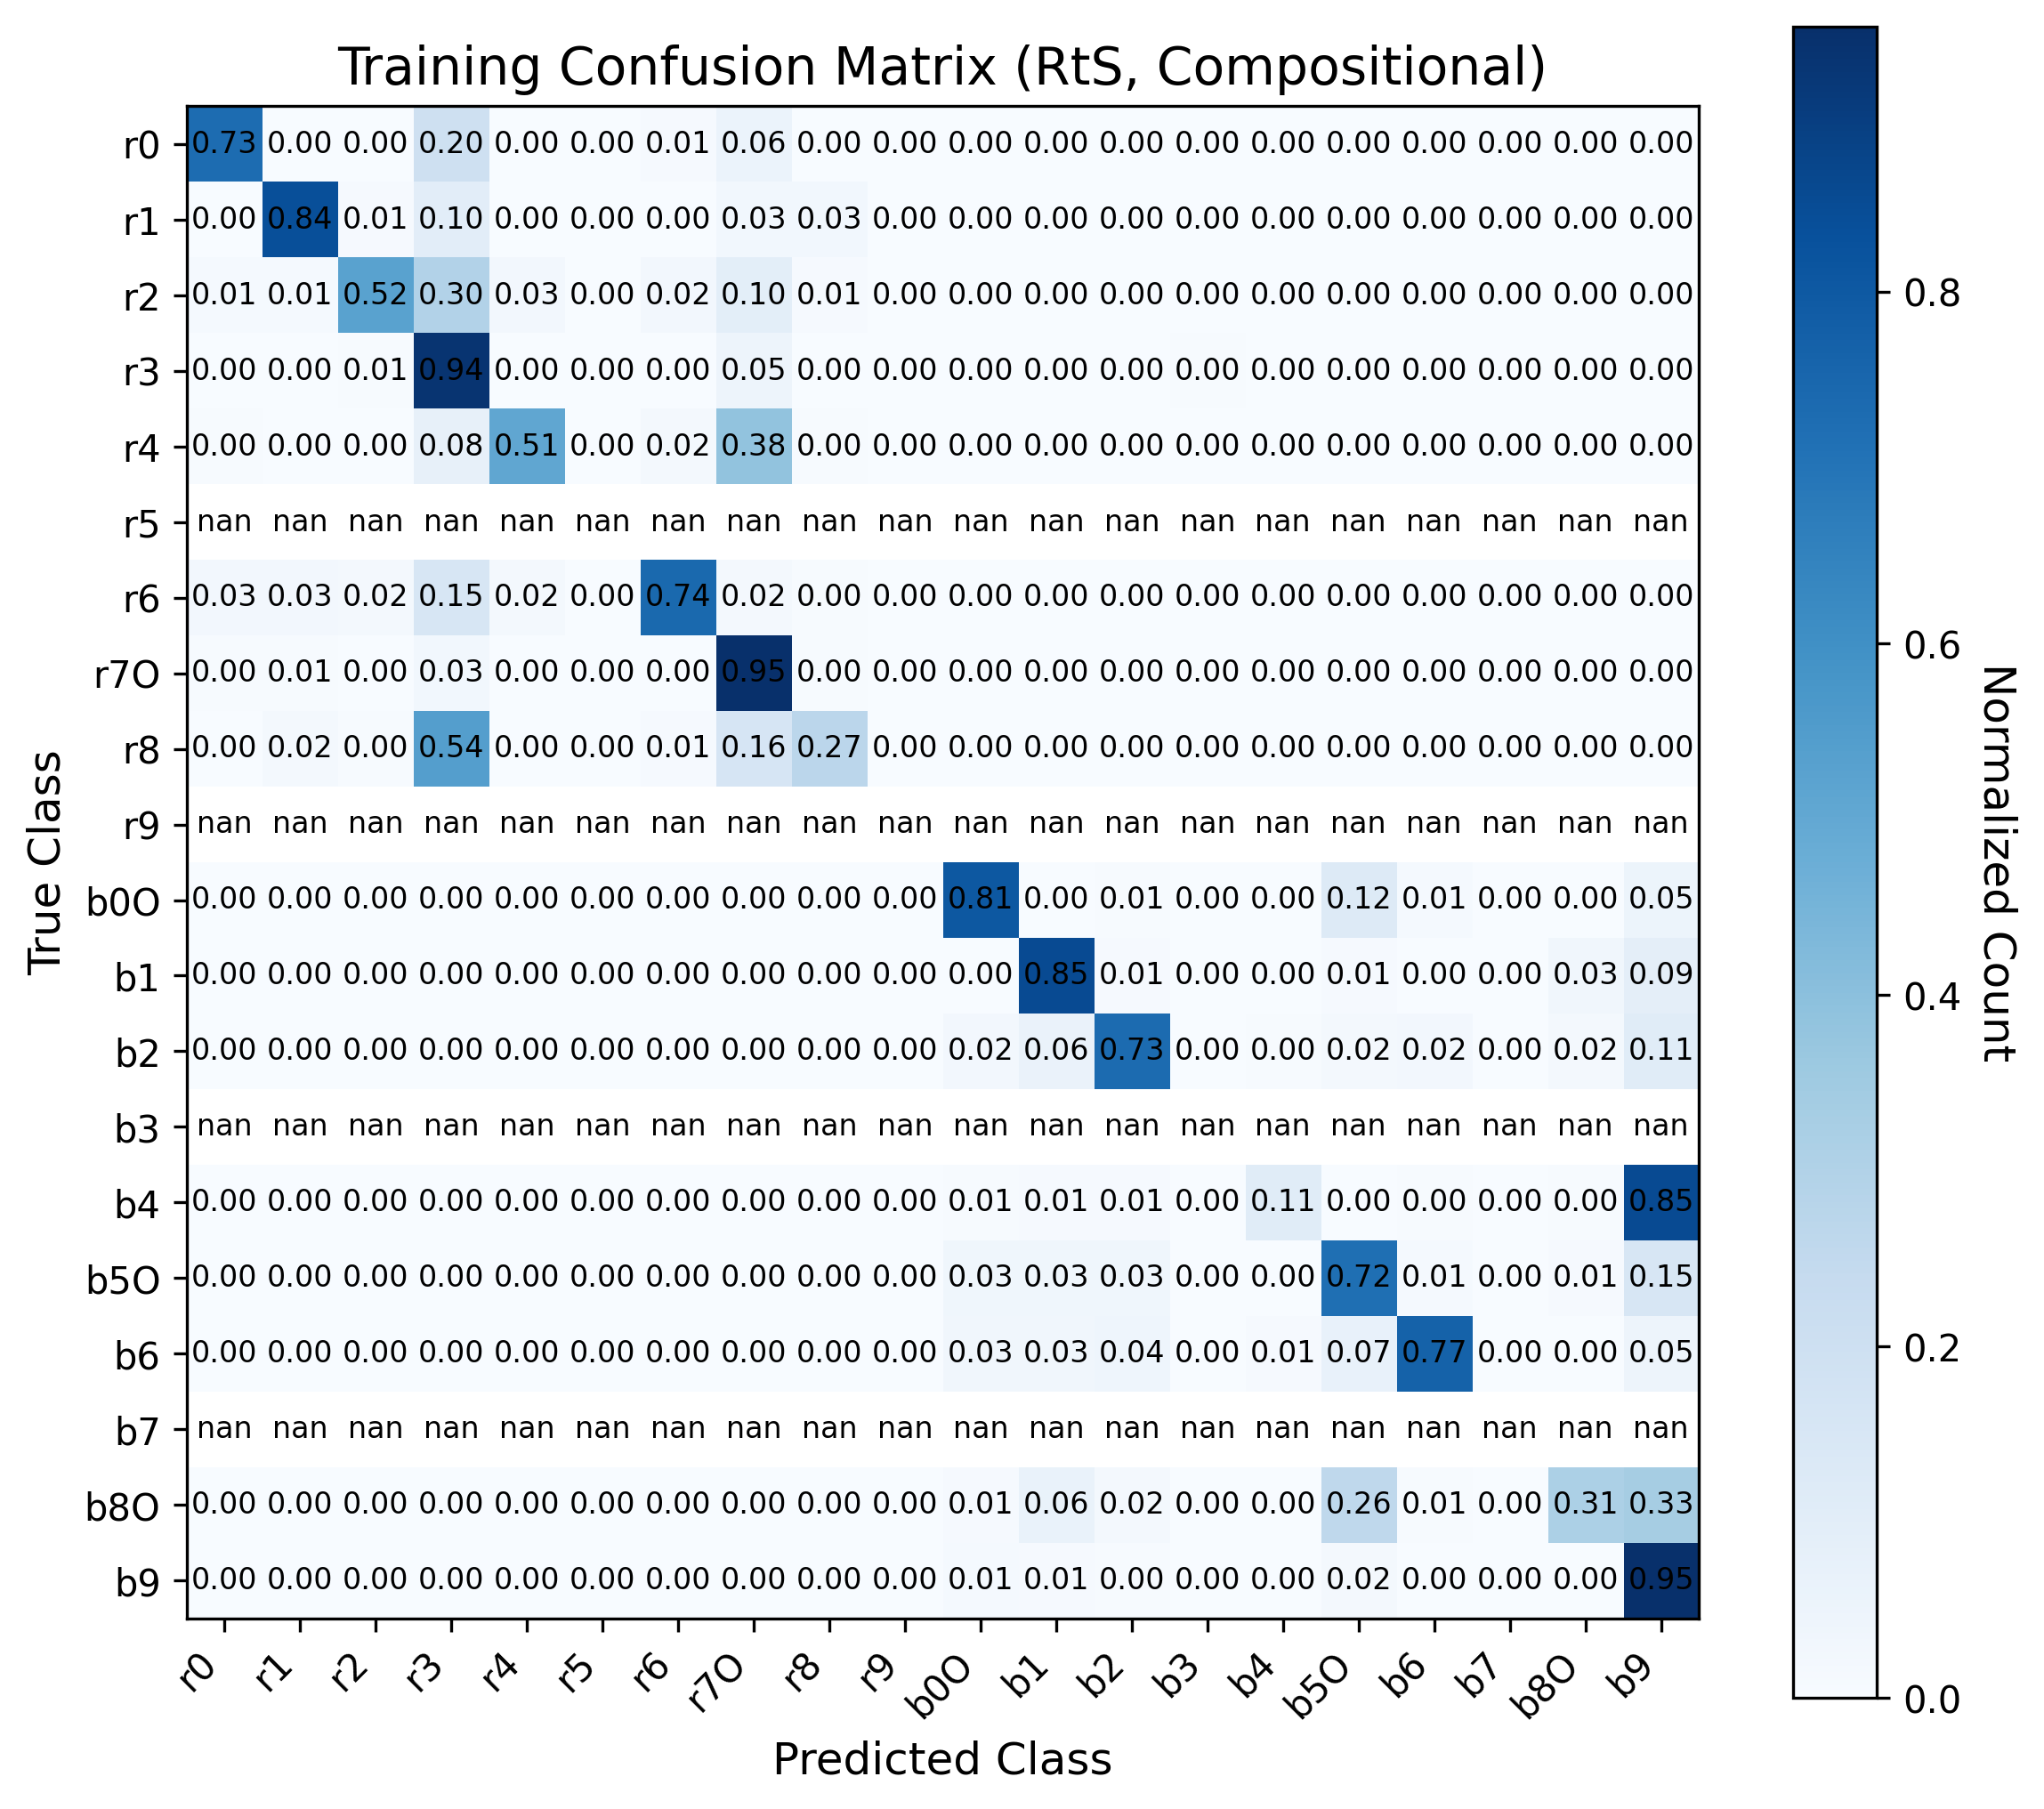 Training Confusion Matrix (RtS, Compositional)
r0 0.73 0.00 0.00 0.20 0.00 0.00 0.01 0.06 0.00 0.00 0.00 0.00 0.00 0.00 0.00 0.00 0.00 0.00 0.00 0.00
r1 0.00 0.84 0.01 0.10 0.00 0.00 0.00 0.03 0.03 0.00 0.00 0.00 0.00 0.00 0.00 0.00 0.00 0.00 0.00 0.00
r2 0.01 0.01 0.52 0.30 0.03 0.00 0.02 0.10 0.01 0.00 0.00 0.00 0.00 0.00 0.00 0.00 0.00 0.00 0.00 0.00
r3 0.00 0.00 0.01 0.94 0.00 0.00 0.00 0.05 0.00 0.00 0.00 0.00 0.00 0.00 0.00 0.00 0.00 0.00 0.00 0.00
r4 0.00 0.00 0.00 0.08 0.51 0.00 0.02 0.38 0.00 0.00 0.00 0.00 0.00 0.00 0.00 0.00 0.00 0.00 0.00 0.00
r5 nan nan nan nan nan nan nan nan nan nan nan nan nan nan nan nan nan nan nan nan
r6 0.03 0.03 0.02 0.15 0.02 0.00 0.74 0.02 0.00 0.00 0.00 0.00 0.00 0.00 0.00 0.00 0.00 0.00 0.00 0.00
r7O 0.00 0.01 0.00 0.03 0.00 0.00 0.00 0.95 0.00 0.00 0.00 0.00 0.00 0.00 0.00 0.00 0.00 0.00 0.00 0.00
r8 0.00 0.02 0.00 0.54 0.00 0.00 0.01 0.16 0.27 0.00 0.00 0.00 0.00 0.00 0.00 0.00 0.00 0.00 0.00 0.00
r9 nan nan nan nan nan nan nan nan nan nan nan nan nan nan nan nan nan nan nan nan
b0O 0.00 0.00 0.00 0.00 0.00 0.00 0.00 0.00 0.00 0.00 0.81 0.00 0.01 0.00 0.00 0.12 0.01 0.00 0.00 0.05
b1 0.00 0.00 0.00 0.00 0.00 0.00 0.00 0.00 0.00 0.00 0.00 0.85 0.01 0.00 0.00 0.01 0.00 0.00 0.03 0.09
b2 0.00 0.00 0.00 0.00 0.00 0.00 0.00 0.00 0.00 0.00 0.02 0.06 0.73 0.00 0.00 0.02 0.02 0.00 0.02 0.11
b3 nan nan nan nan nan nan nan nan nan nan nan nan nan nan nan nan nan nan nan nan
b4 0.00 0.00 0.00 0.00 0.00 0.00 0.00 0.00 0.00 0.00 0.01 0.01 0.01 0.00 0.11 0.00 0.00 0.00 0.00 0.85
b5O 0.00 0.00 0.00 0.00 0.00 0.00 0.00 0.00 0.00 0.00 0.03 0.03 0.03 0.00 0.00 0.72 0.01 0.00 0.01 0.15
b6 0.00 0.00 0.00 0.00 0.00 0.00 0.00 0.00 0.00 0.00 0.03 0.03 0.04 0.00 0.01 0.07 0.77 0.00 0.00 0.05
b7 nan nan nan nan nan nan nan nan nan nan nan nan nan nan nan nan nan nan nan nan
b8O 0.00 0.00 0.00 0.00 0.00 0.00 0.00 0.00 0.00 0.00 0.01 0.06 0.02 0.00 0.00 0.26 0.01 0.00 0.31 0.33
b9 0.00 0.00 0.00 0.00 0.00 0.00 0.00 0.00 0.00 0.00 0.01 0.01 0.00 0.00 0.00 0.02 0.00 0.00 0.00 0.95
r0 r1 r2 r3 r4 r5 r6 r7O r8 r9 b0O b1 b2 b3 b4 b5O b6 b7 b8O b9
Predicted Class
True Class
0.8
0.6
0.4
0.2
0.0
Normalized Count